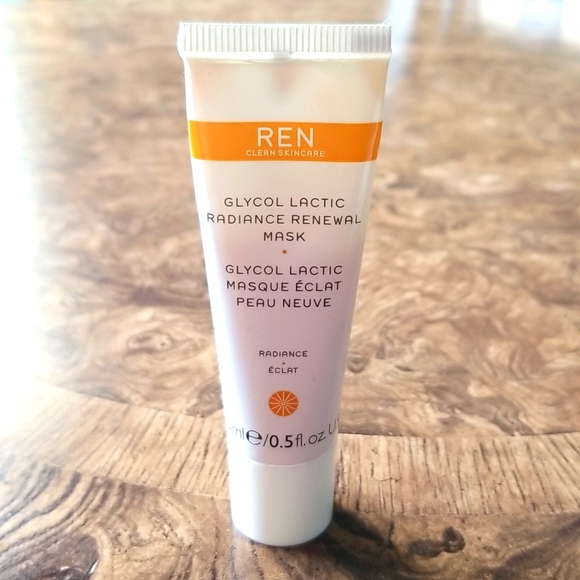 REN
CLEAN SKINCARE
GLYCOL LACTIC
RADIANCE RENEWAL
MASK
GLYCOL LACTIC
MASQUE ÉCLAT
PEAU NEUVE
RADIANCE
ÉCLAT
ml℮/0.5fl.oz.